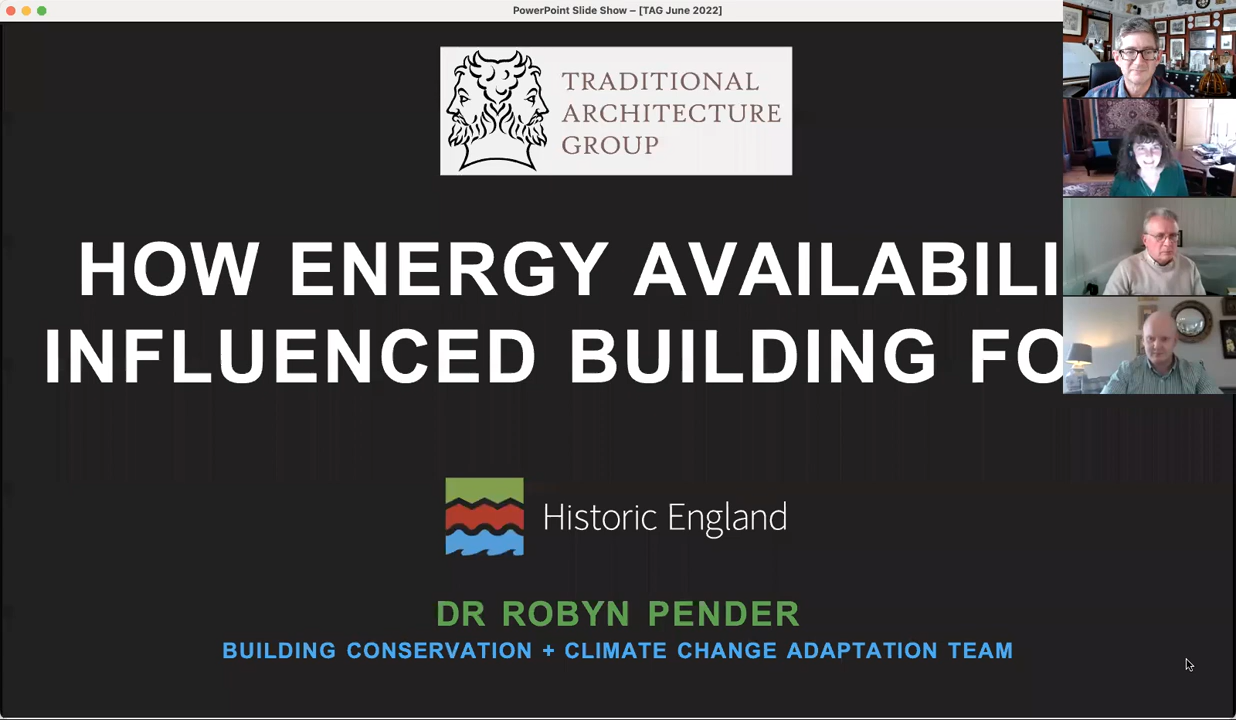 PowerPoint Slide Show – [TAG June 2022]
TRADITIONAL
ARCHITECTURE
GROUP
HOW ENERGY AVAILABILI
INFLUENCED BUILDING FO
Historic England
DR ROBYN PENDER
BUILDING CONSERVATION + CLIMATE CHANGE ADAPTATION TEAM